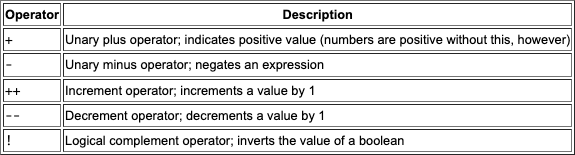 Operator Description
+ Unary plus operator; indicates positive value (numbers are positive without this, however)
- Unary minus operator; negates an expression
++ Increment operator; increments a value by 1
-- Decrement operator; decrements a value by 1
! Logical complement operator; inverts the value of a boolean